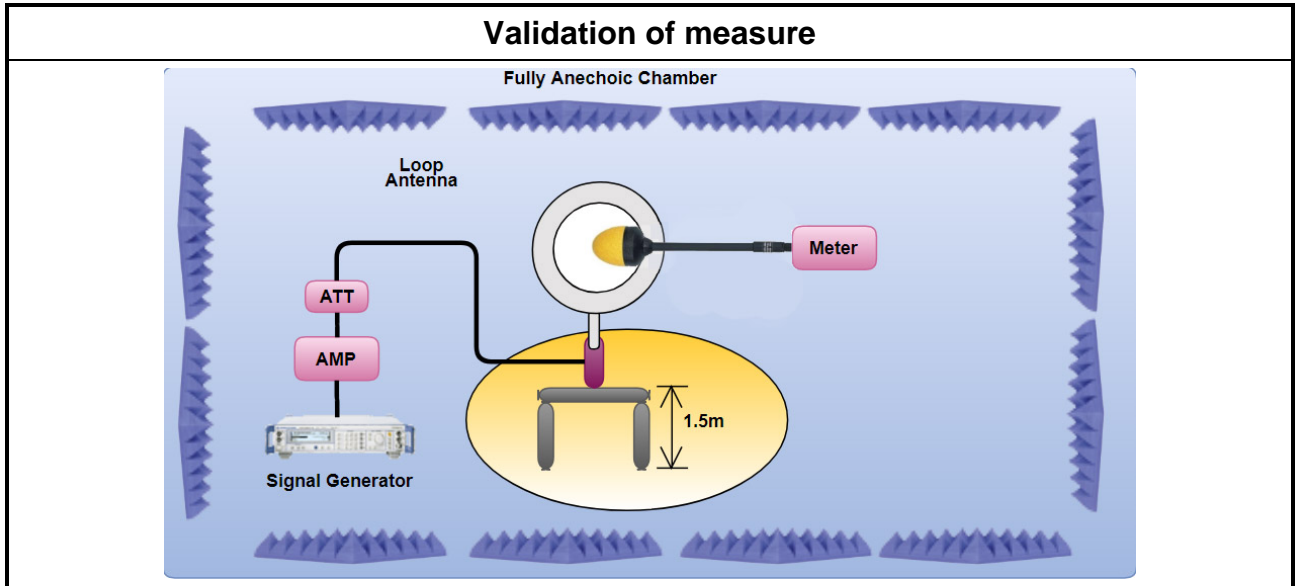 Validation of measure
Fully Anechoic Chamber
Loop
Antenna
Meter
ATT
AMP
1.5m
Signal Generator